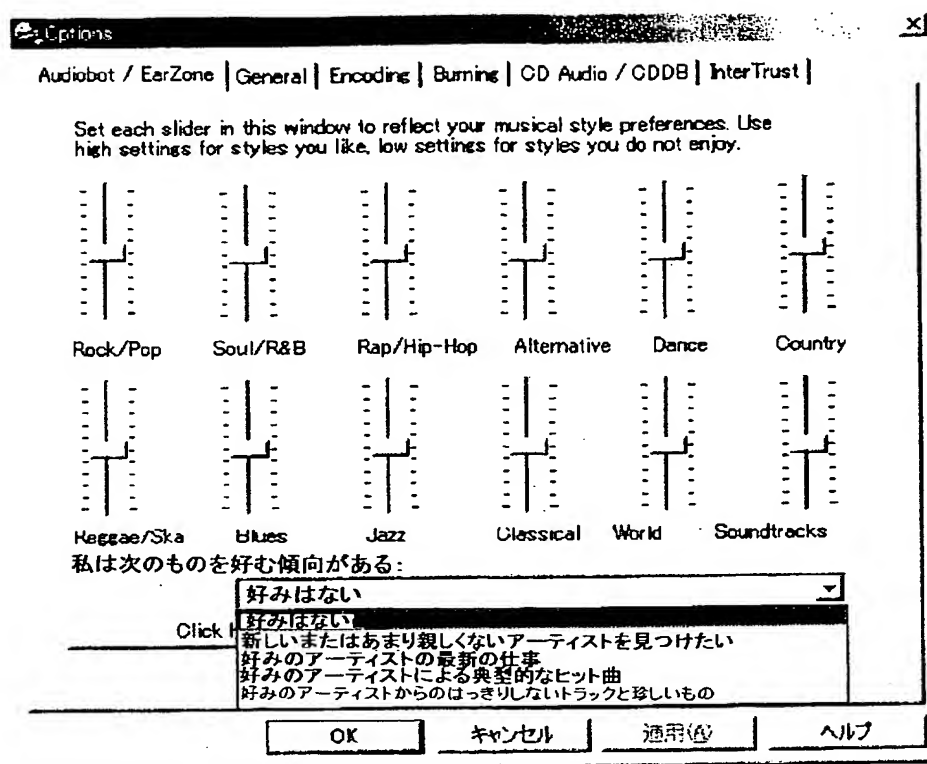 Options
Audiobot / EarZone General Encoding Burning CD Audio / CDDB InterTrust
Set each slider in this window to reflect your musical style preferences. Use
high settings for styles you like, low settings for styles you do not enjoy.
Rock/Pop Soul/R&B Rap/Hip-Hop Alternative Dance Country
Reggae/Ska Blues Jazz Classical World Soundtracks
私は次のものを好む傾向がある:
好みはない
好みはない
Click
新しいまたはあまり親しくないアーティストを見つけたい
好みのアーティストの最新の仕事
好みのアーティストによる典型的なヒット曲
好みのアーティストからのはっきりしないトラックと珍しいもの
OK キャンセル 適用(A) ヘルプ